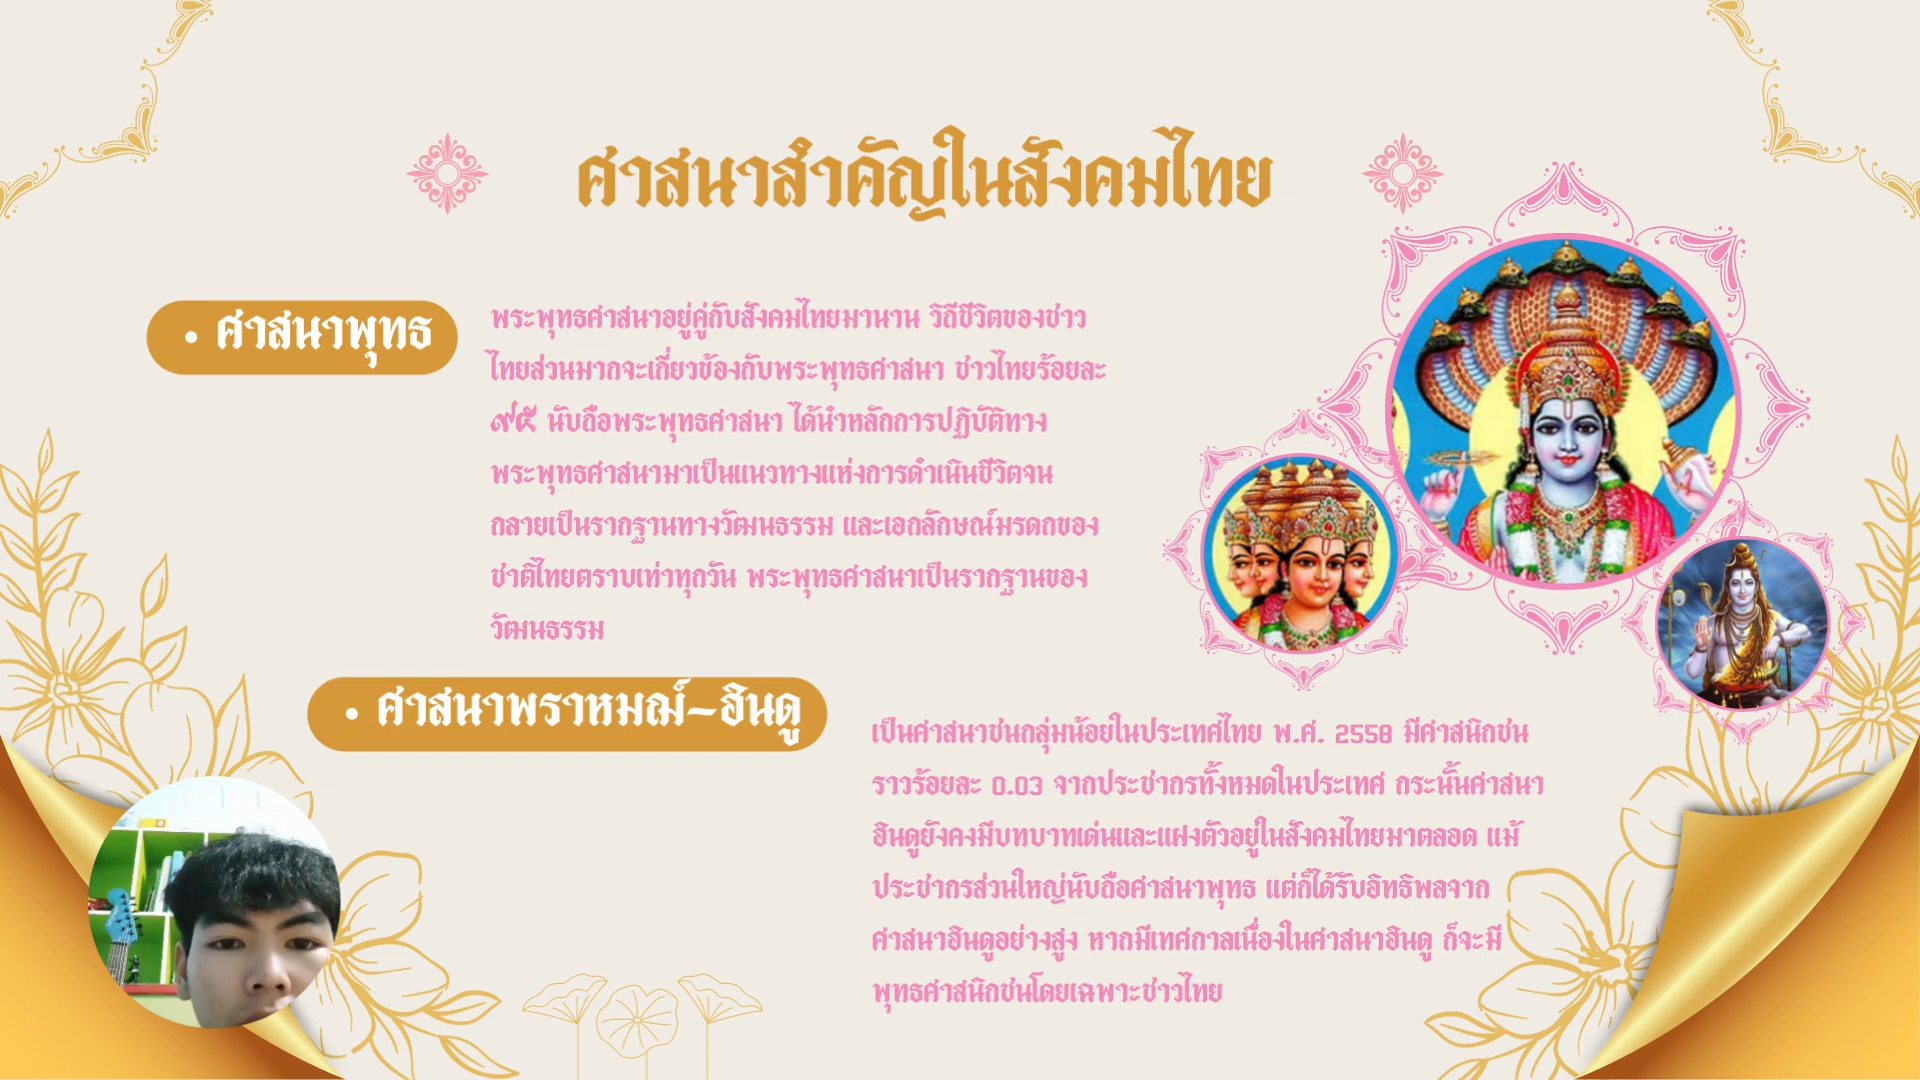 ศาสนาสำคัญในสังคมไทย
• ศาสนาพุทธ
พระพุทธศาสนาอยู่คู่กับสังคมไทยมานาน วิถีชีวิตของชาว
ไทยส่วนมากจะเกี่ยวข้องกับพระพุทธศาสนา ชาวไทยร้อยละ
๙๕ นับถือพระพุทธศาสนา ได้นำหลักการปฏิบัติทาง
พระพุทธศาสนามาเป็นแนวทางแห่งการดำเนินชีวิตจน
กลายเป็นรากฐานทางวัฒนธรรม และเอกลักษณ์มรดกของ
ชาติไทยตราบเท่าทุกวัน พระพุทธศาสนาเป็นรากฐานของ
วัฒนธรรม
• ศาสนาพราหมณ์-ฮินดู
เป็นศาสนาชนกลุ่มน้อยในประเทศไทย พ.ศ. 2558 มีศาสนิกชน
ราวร้อยละ 0.03 จากประชากรทั้งหมดในประเทศ กระนั้นศาสนา
ฮินดูยังคงมีบทบาทเด่นและแฝงตัวอยู่ในสังคมไทยมาตลอด แม้
ประชากรส่วนใหญ่นับถือศาสนาพุทธ แต่ก็ได้รับอิทธิพลจาก
ศาสนาฮินดูอย่างสูง หากมีเทศกาลเนื่องในศาสนาฮินดู ก็จะมี
พุทธศาสนิกชนโดยเฉพาะชาวไทย